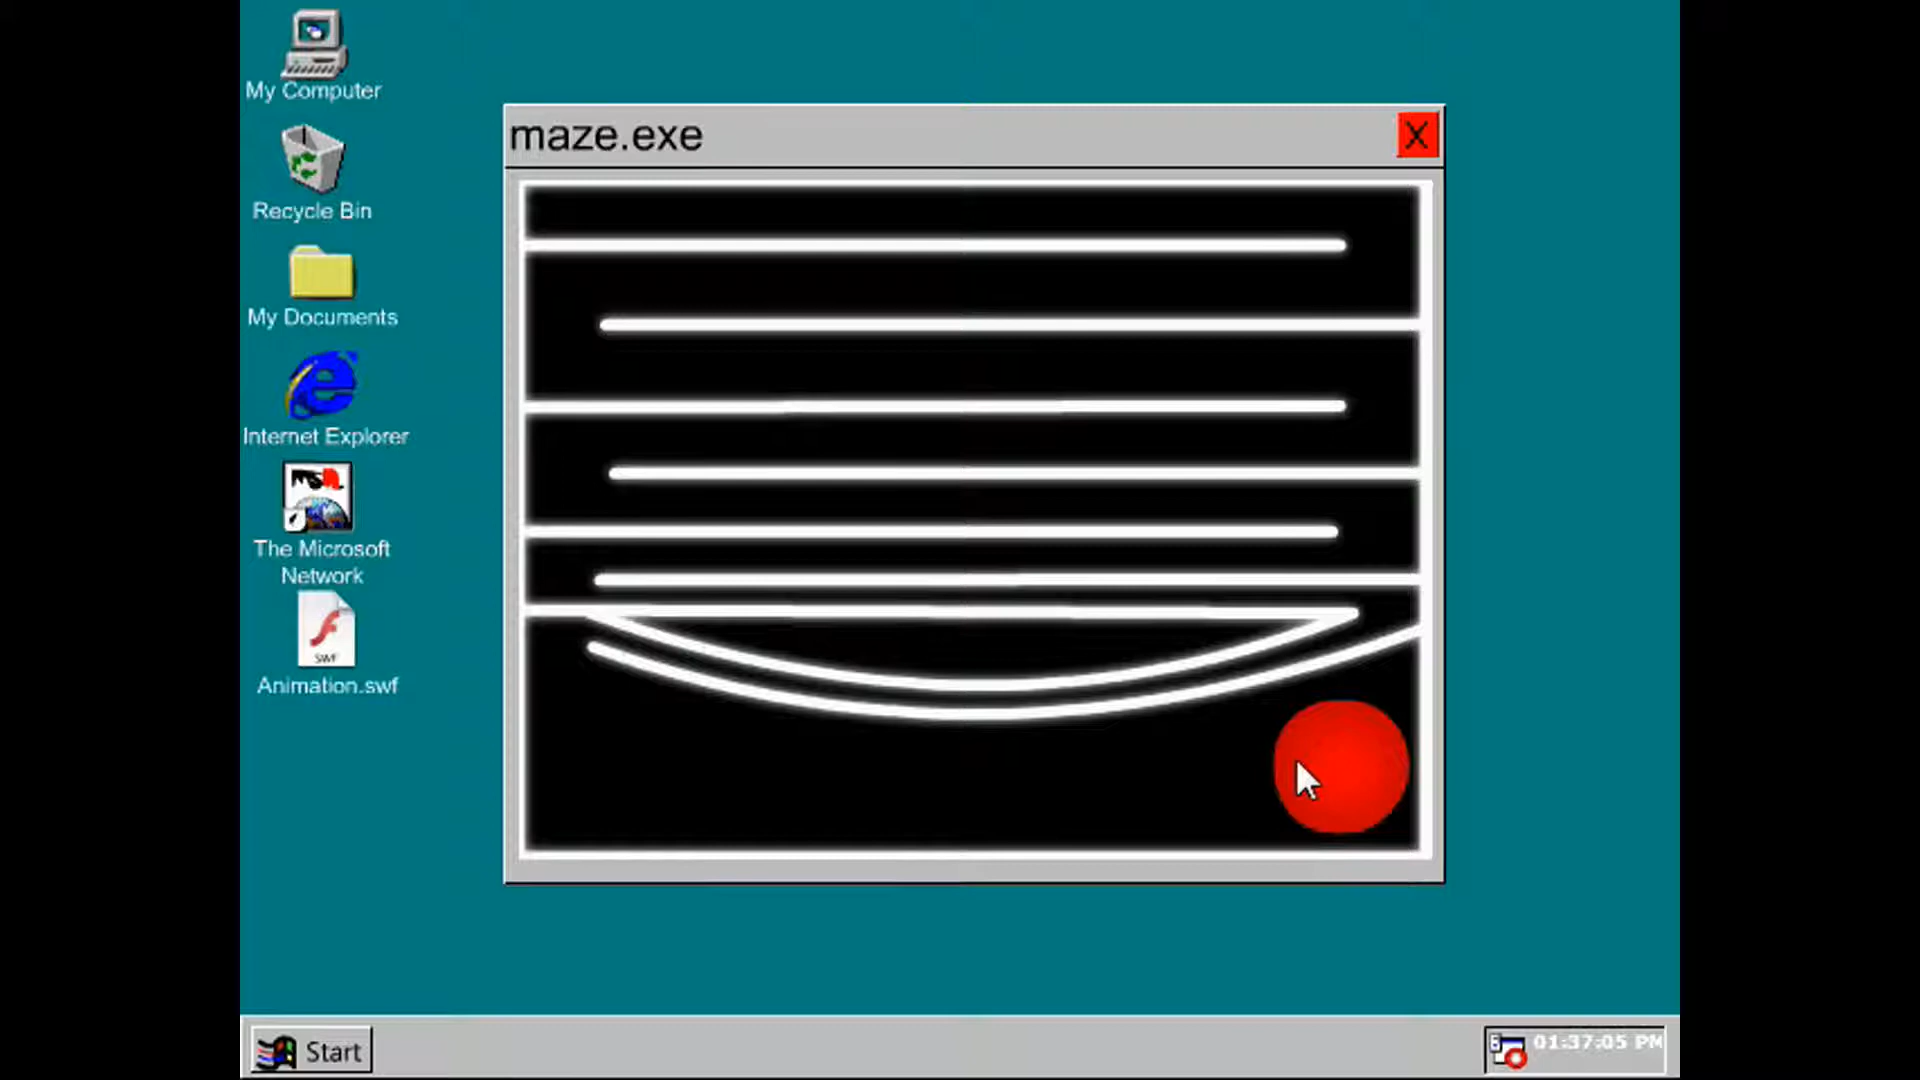 My Computer
Recycle Bin
My Documents
Internet Explorer
The Microsoft
Network
SWF
Animation.swf
maze.exe
X
Start
01:37:05 PM